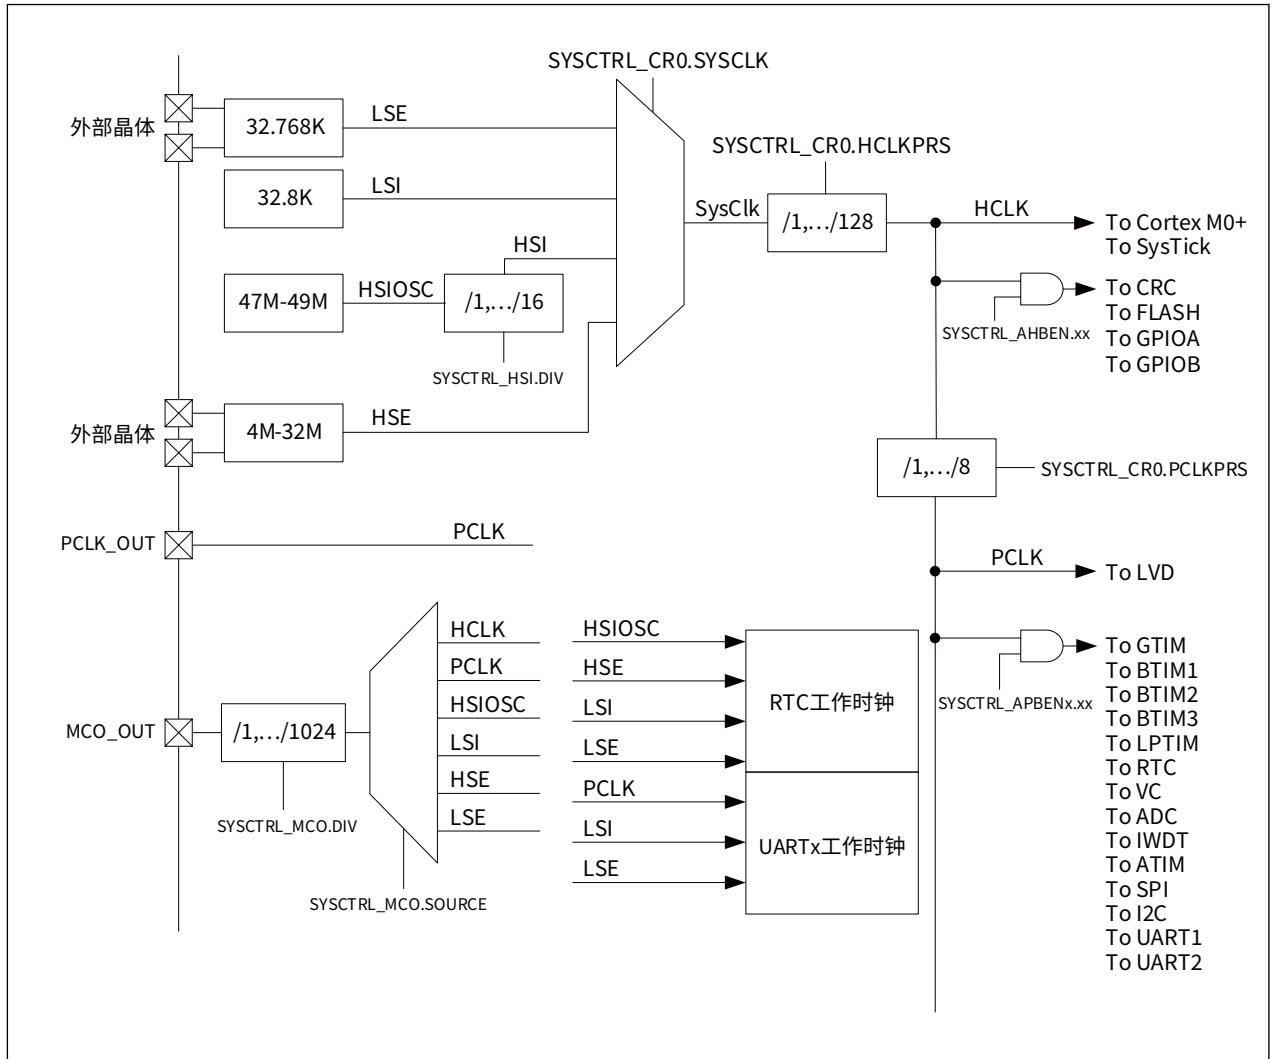 SYSCTRL_CR0.SYSCLK
外部晶体
32.768K
LSE
SYSCTRL_CR0.HCLKPRS
32.8K
LSI
SysClk
/1,.../128
HCLK
To Cortex M0+
To SysTick
HSI
47M-49M
HSIOSC
/1,.../16
SYSCTRL_HSI.DIV
To CRC
To FLASH
To GPIOA
To GPIOB
SYSCTRL_AHBEN.xx
外部晶体
4M-32M
HSE
/1,.../8
SYSCTRL_CR0.PCLKPRS
PCLK_OUT
PCLK
PCLK
To LVD
MCO_OUT
/1,.../1024
SYSCTRL_MCO.DIV
HCLK
PCLK
HSIOSC
LSI
HSE
LSE
SYSCTRL_MCO.SOURCE
HSIOSC
HSE
LSI
LSE
RTC工作时钟
PCLK
LSI
LSE
UARTx工作时钟
SYSCTRL_APBENx.xx
To GTIM
To BTIM1
To BTIM2
To BTIM3
To LPTIM
To RTC
To VC
To ADC
To IWDT
To ATIM
To SPI
To I2C
To UART1
To UART2